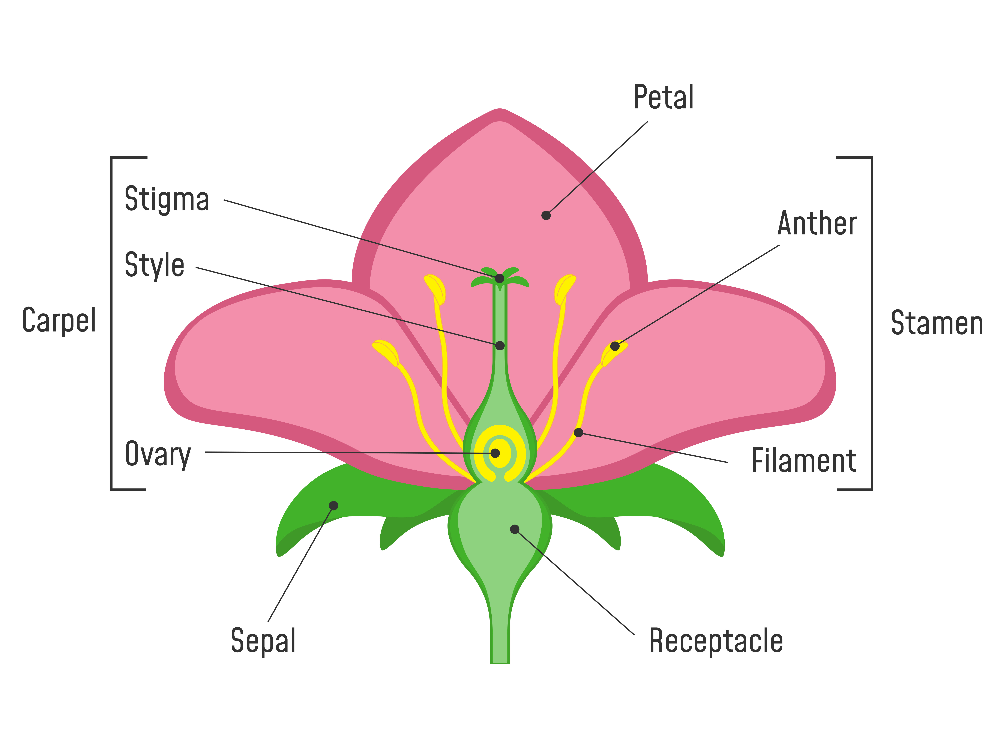 Petal
Stigma
Anther
Style
Carpel
Stamen
Ovary
Filament
Sepal
Receptacle